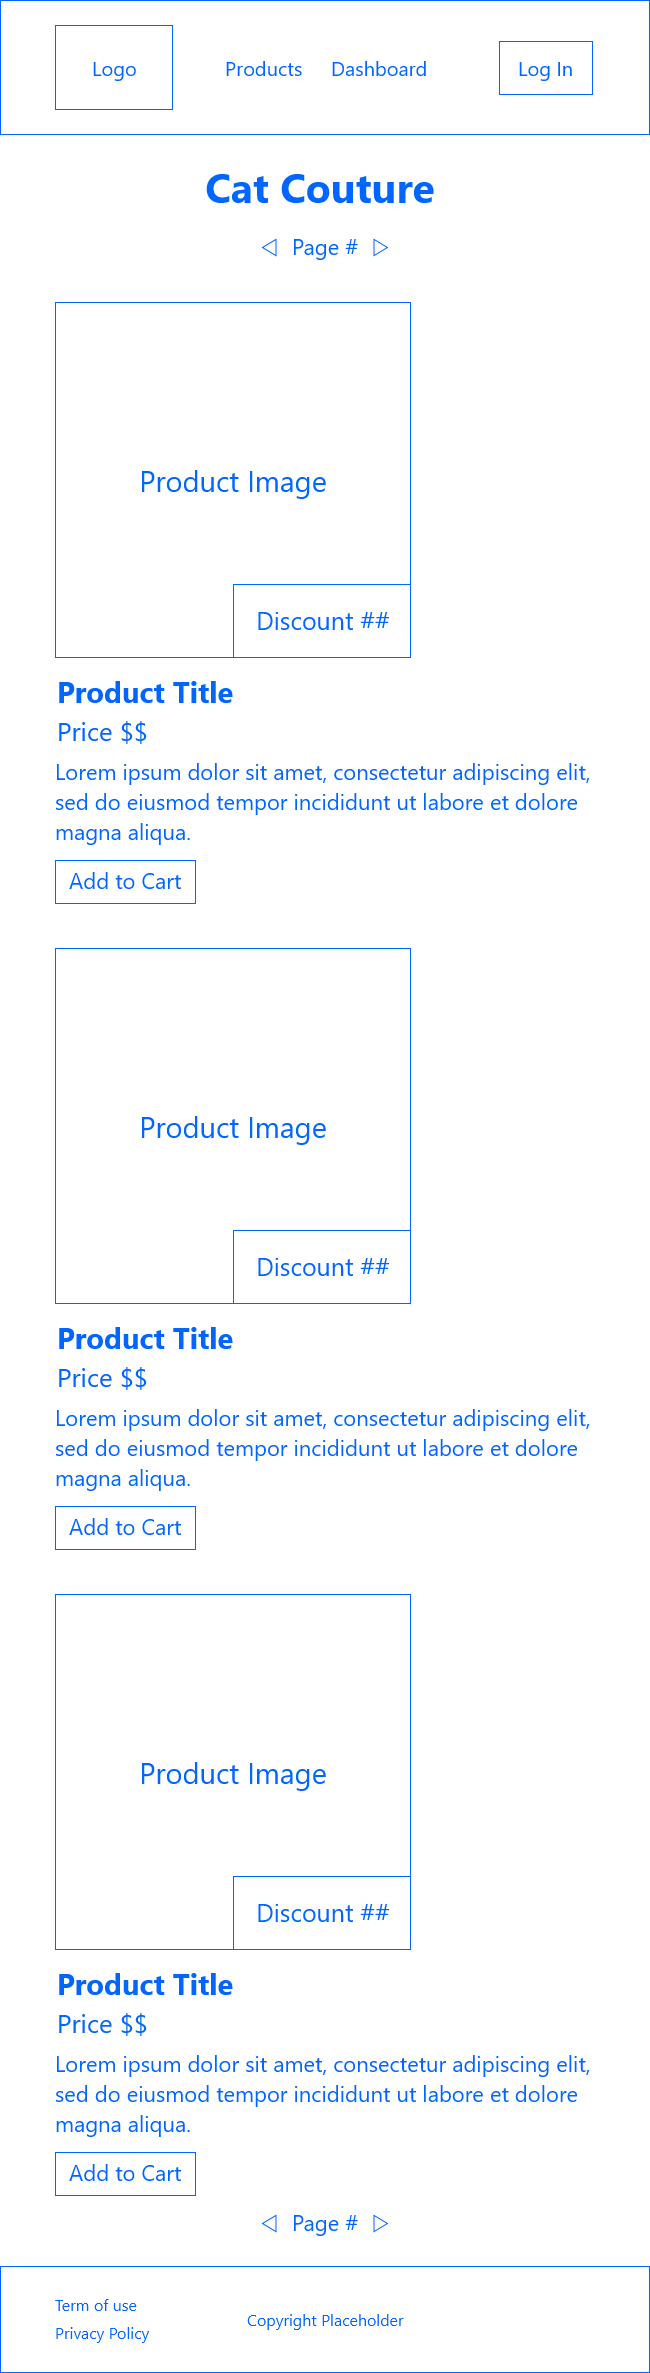 Logo
Products
Dashboard
Log In
Cat Couture
Page #
Product Image
Discount ##
Product Title
Price $$
Lorem ipsum dolor sit amet, consectetur adipiscing elit,
sed do eiusmod tempor incididunt ut labore et dolore
magna aliqua.
Add to Cart
Product Image
Discount ##
Product Title
Price $$
Lorem ipsum dolor sit amet, consectetur adipiscing elit,
sed do eiusmod tempor incididunt ut labore et dolore
magna aliqua.
Add to Cart
Product Image
Discount ##
Product Title
Price $$
Lorem ipsum dolor sit amet, consectetur adipiscing elit,
sed do eiusmod tempor incididunt ut labore et dolore
magna aliqua.
Add to Cart
Page #
Term of use
Privacy Policy
Copyright Placeholder